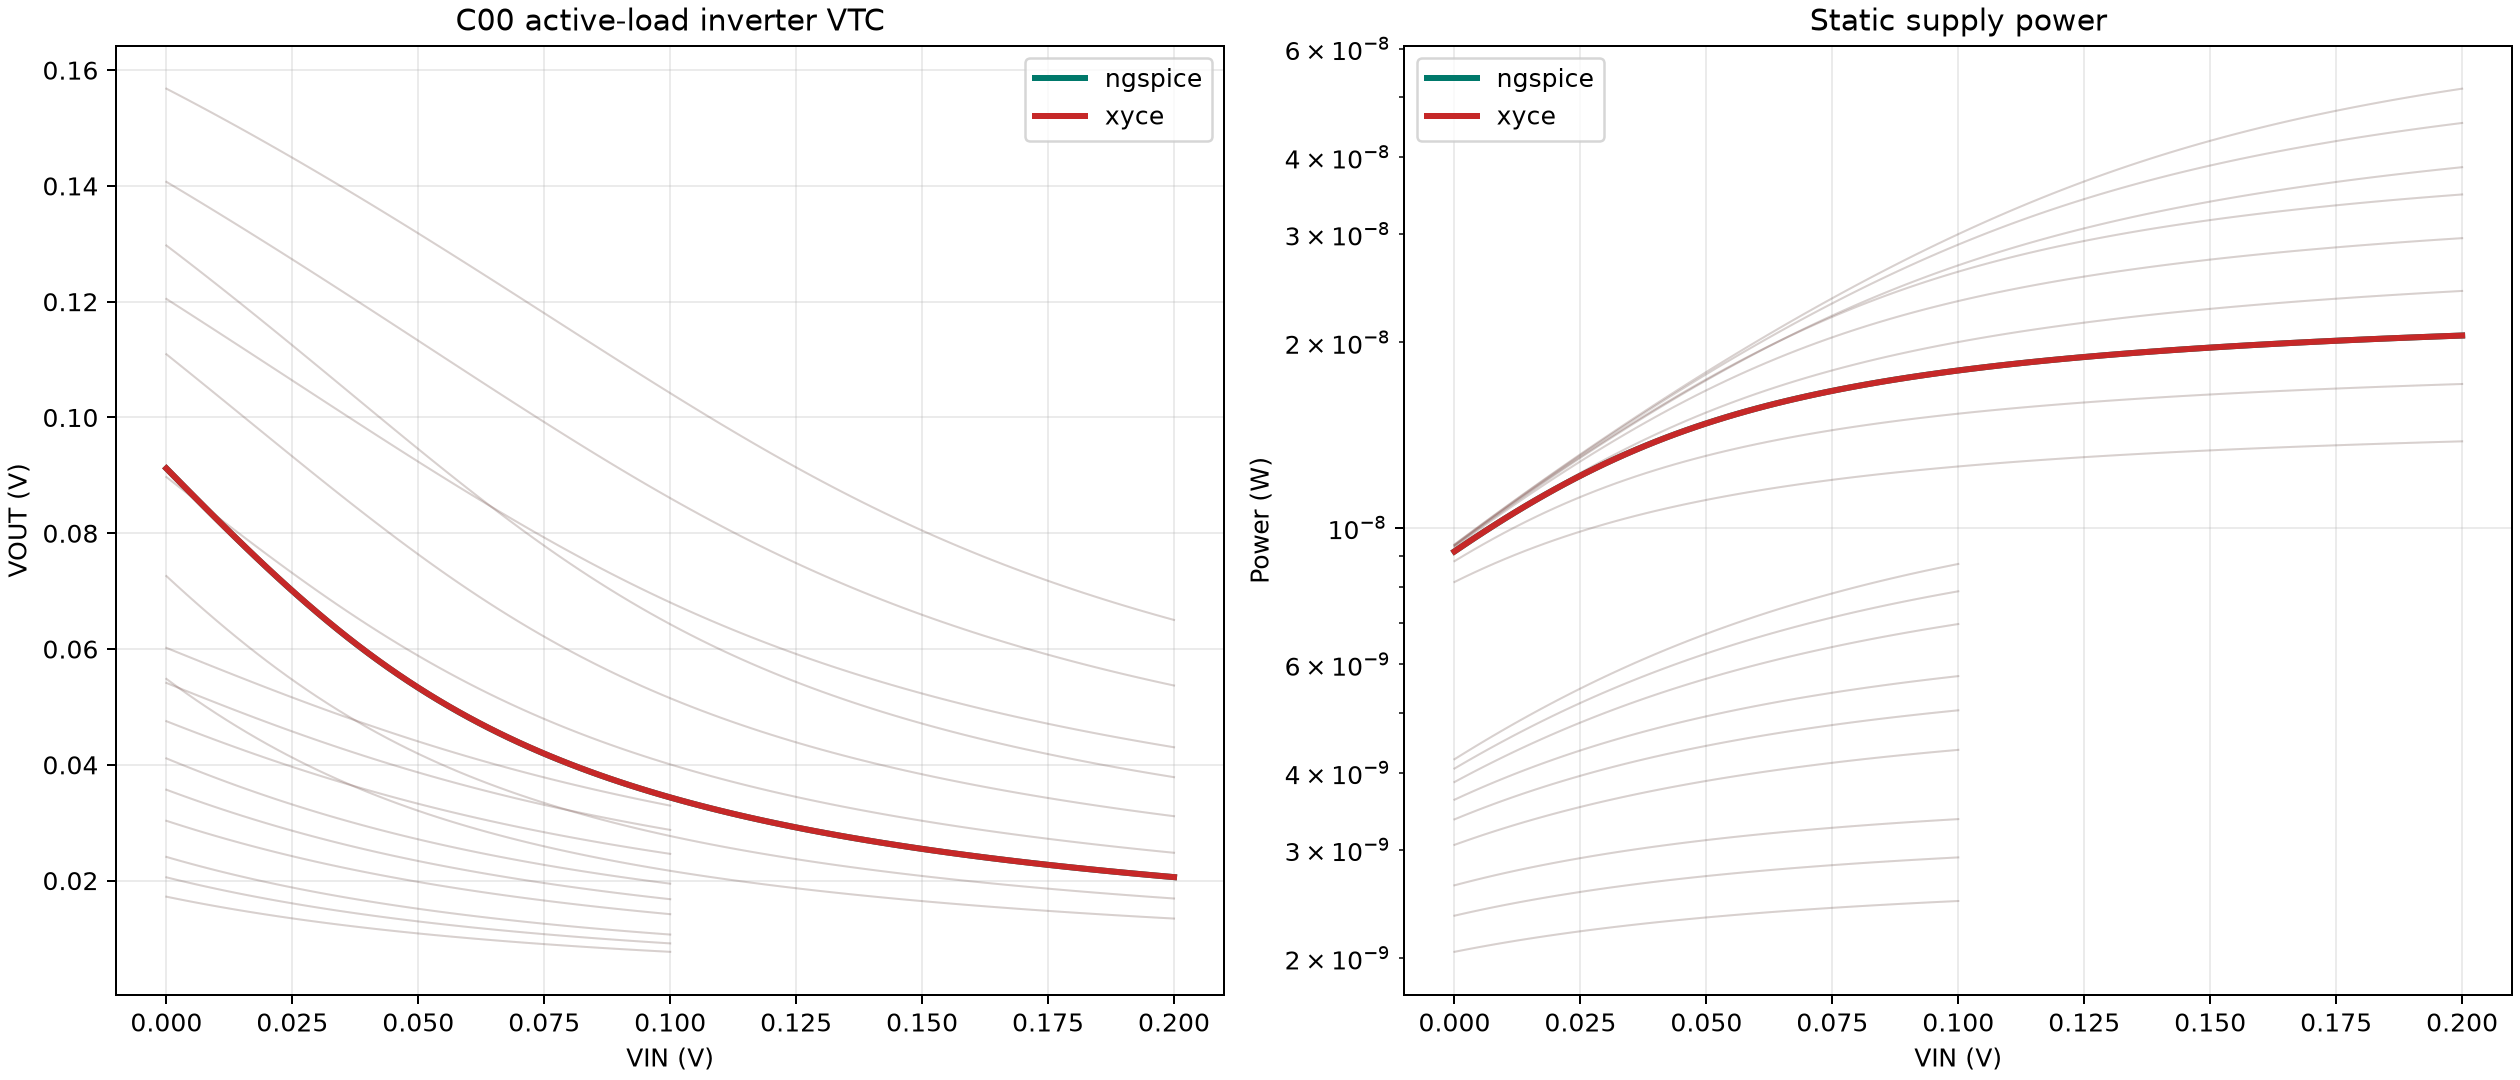 C00 active-load inverter VTC
VOUT (V)
0.16
0.14
0.12
0.10
0.08
0.06
0.04
0.02
ngspice
xyce
0.000 0.025 0.050 0.075 0.100 0.125 0.150 0.175 0.200
VIN (V)
Static supply power
Power (W)
6 × 10⁻⁸
4 × 10⁻⁸
3 × 10⁻⁸
2 × 10⁻⁸
10⁻⁸
6 × 10⁻⁹
4 × 10⁻⁹
3 × 10⁻⁹
2 × 10⁻⁹
ngspice
xyce
0.000 0.025 0.050 0.075 0.100 0.125 0.150 0.175 0.200
VIN (V)